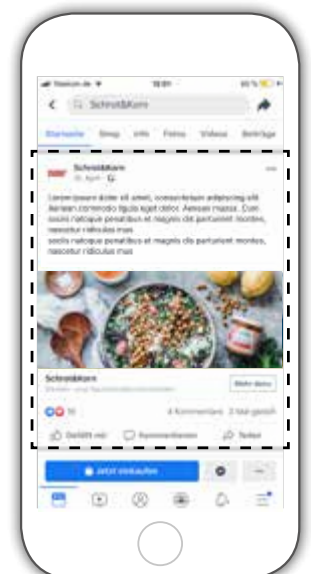 Telekom.de
Schrot&Korn
Startseite Shop Info Fotos Videos Beiträge
Schrot&Korn
Lorem ipsum dolor sit amet, consectetuer adipiscing elit.
Aenean commodo ligula eget dolor. Aenean massa. Cum
sociis natoque penatibus et magnis dis parturient montes,
nascetur ridiculus mus
sociis natoque penatibus et magnis dis parturient montes,
nascetur ridiculus mus
Schrot&Korn
Mehr dazu
4 Kommentare 2 Mal geteilt
Gefällt mir Kommentieren Teilen
Jetzt einkaufen